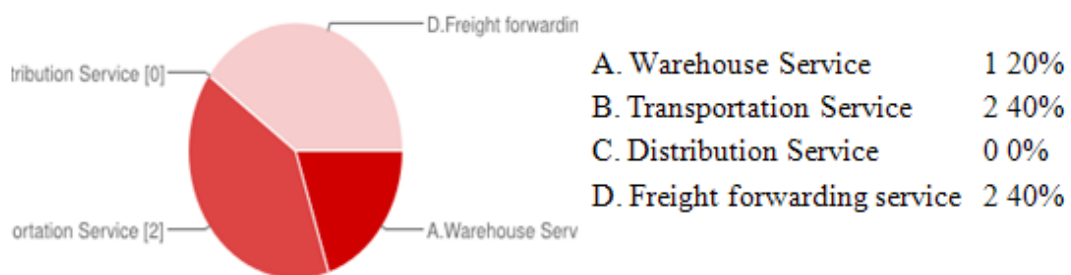 D.Freight forwardin
tribution Service [0]
ortation Service [2]
A.Warehouse Serv
A. Warehouse Service 1 20%
B. Transportation Service 2 40%
C. Distribution Service 0 0%
D. Freight forwarding service 2 40%